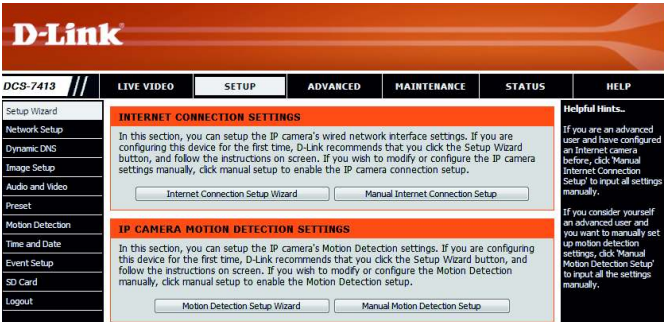 D-Link
DCS-7413 // LIVE VIDEO SETUP ADVANCED MAINTENANCE STATUS HELP
Setup Wizard
Network Setup
Dynamic DNS
Image Setup
Audio and Video
Preset
Motion Detection
Time and Date
Event Setup
SD Card
Logout
INTERNET CONNECTION SETTINGS
In this section, you can setup the IP camera's wired network interface settings. If you are
configuring this device for the first time, D-Link recommends that you click the Setup Wizard
button, and follow the instructions on screen. If you wish to modify or configure the IP camera
settings manually, click manual setup to enable the IP camera connection setup.
Internet Connection Setup Wizard Manual Internet Connection Setup
IP CAMERA MOTION DETECTION SETTINGS
In this section, you can setup the IP camera's Motion Detection settings. If you are configuring
this device for the first time, D-Link recommends that you click the Setup Wizard button, and
follow the instructions on screen. If you wish to modify or configure the Motion Detection
manually, click manual setup to enable the Motion Detection setup.
Motion Detection Setup Wizard Manual Motion Detection Setup
Helpful Hints..
If you are an advanced
user and have configured
an Internet camera
before, click 'Manual
Internet Connection
Setup' to input all settings
manually.
If you consider yourself
an advanced user and
you want to manually set
up motion detection
settings, click 'Manual
Motion Detection Setup'
to input all the settings
manually.